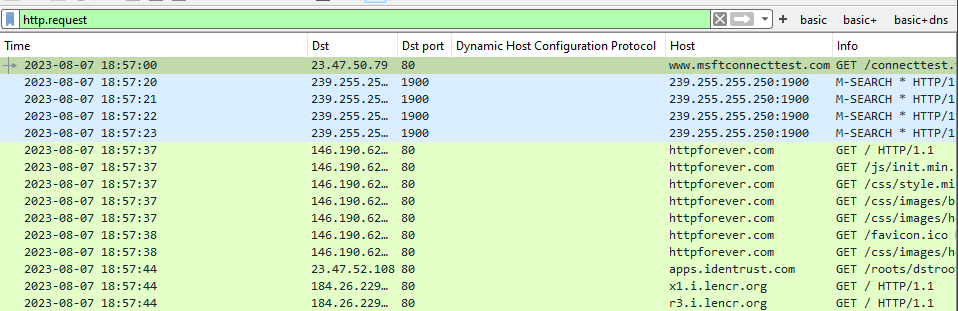 http.request + basic basic+ basic+dns
Time Dst Dst port Dynamic Host Configuration Protocol Host Info
2023-08-07 18:57:00 23.47.50.79 80 www.msftconnecttest.com GET /connecttest.
2023-08-07 18:57:20 239.255.25… 1900 239.255.255.250:1900 M-SEARCH * HTTP/1
2023-08-07 18:57:21 239.255.25… 1900 239.255.255.250:1900 M-SEARCH * HTTP/1
2023-08-07 18:57:22 239.255.25… 1900 239.255.255.250:1900 M-SEARCH * HTTP/1
2023-08-07 18:57:23 239.255.25… 1900 239.255.255.250:1900 M-SEARCH * HTTP/1
2023-08-07 18:57:37 146.190.62… 80 httpforever.com GET / HTTP/1.1
2023-08-07 18:57:37 146.190.62… 80 httpforever.com GET /js/init.min.
2023-08-07 18:57:37 146.190.62… 80 httpforever.com GET /css/style.mi
2023-08-07 18:57:37 146.190.62… 80 httpforever.com GET /css/images/b
2023-08-07 18:57:37 146.190.62… 80 httpforever.com GET /css/images/h
2023-08-07 18:57:38 146.190.62… 80 httpforever.com GET /favicon.ico
2023-08-07 18:57:38 146.190.62… 80 httpforever.com GET /css/images/h
2023-08-07 18:57:44 23.47.52.108 80 apps.identrust.com GET /roots/dstroo
2023-08-07 18:57:44 184.26.229… 80 x1.i.lencr.org GET / HTTP/1.1
2023-08-07 18:57:44 184.26.229… 80 r3.i.lencr.org GET / HTTP/1.1